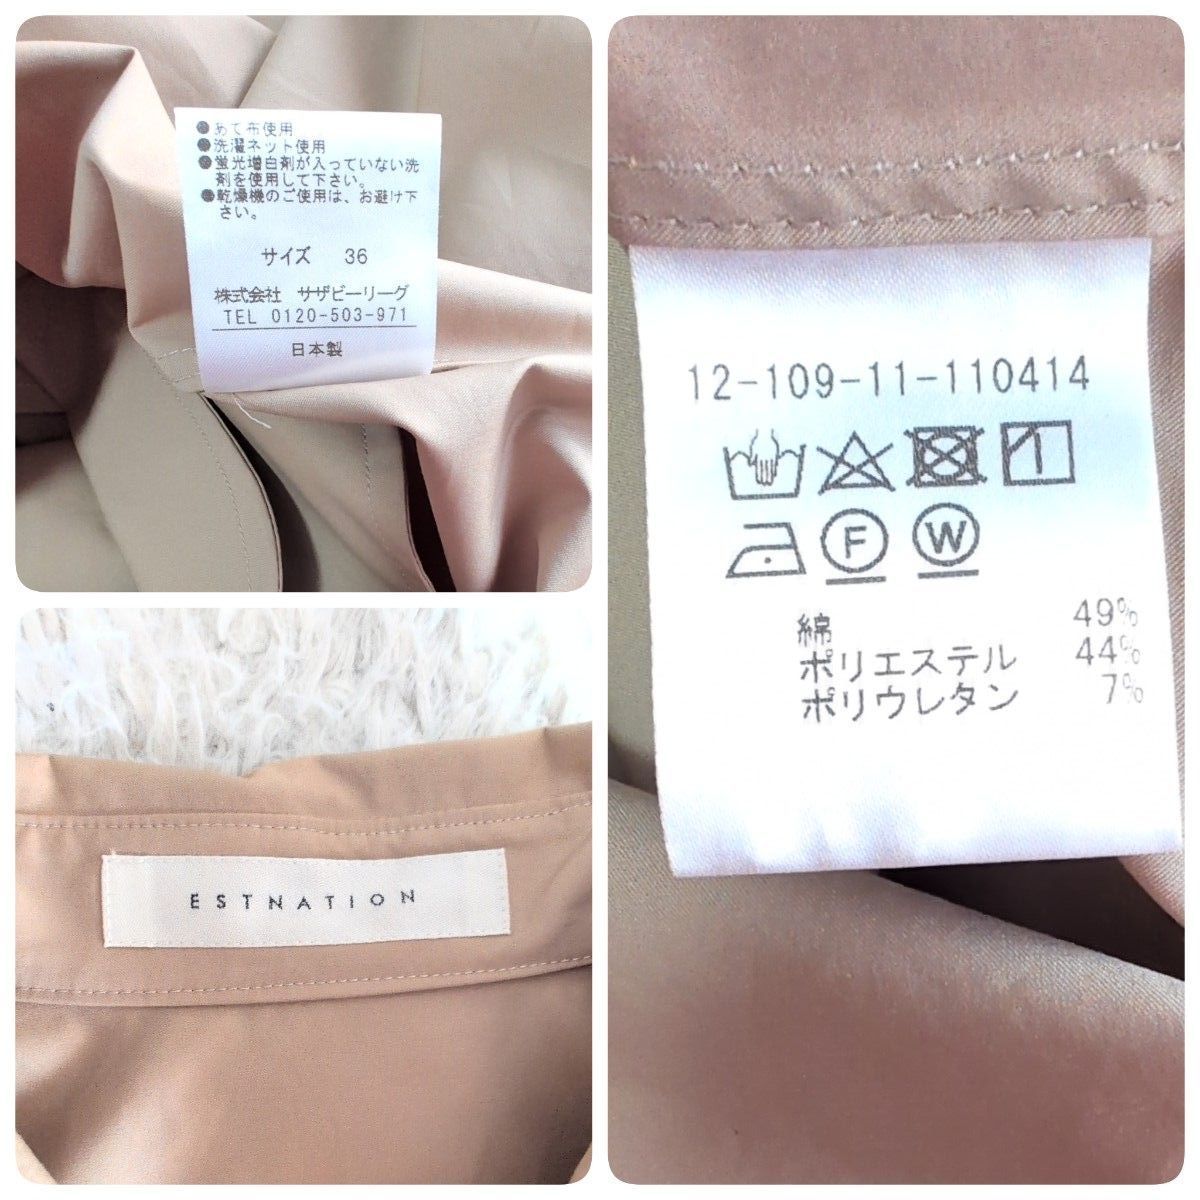 ●あて布使用
●洗濯ネット使用
●蛍光増白剤が入っていない洗
剤を使用して下さい。
●乾燥機のご使用は、お避け下
さい。
サイズ 36
株式会社 サザビーリーグ
TEL 0120-503-971
日本製
12-109-11-110414
F W
綿 49%
ポリエステル 44%
ポリウレタン 7%
ESTNATION